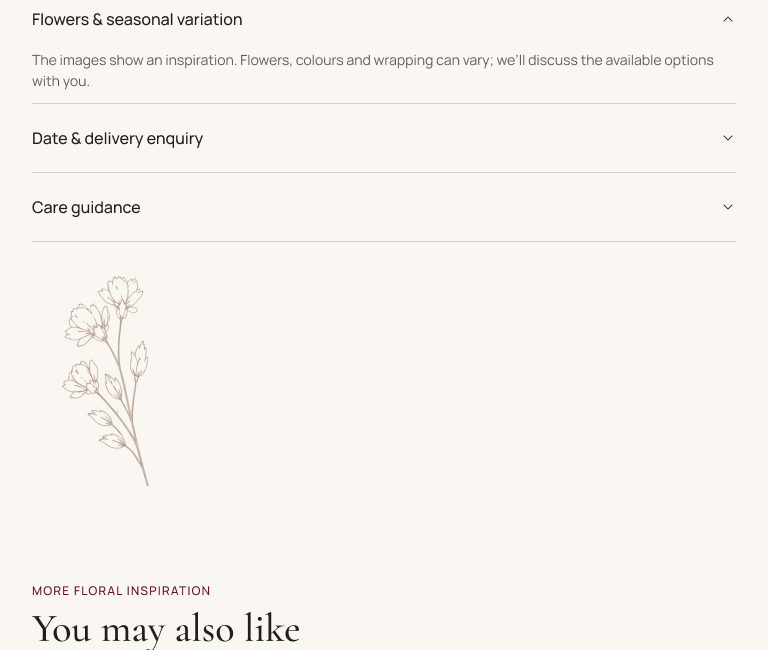 Flowers & seasonal variation
The images show an inspiration. Flowers, colours and wrapping can vary; we’ll discuss the available options
with you.
Date & delivery enquiry
Care guidance
MORE FLORAL INSPIRATION
You may also like